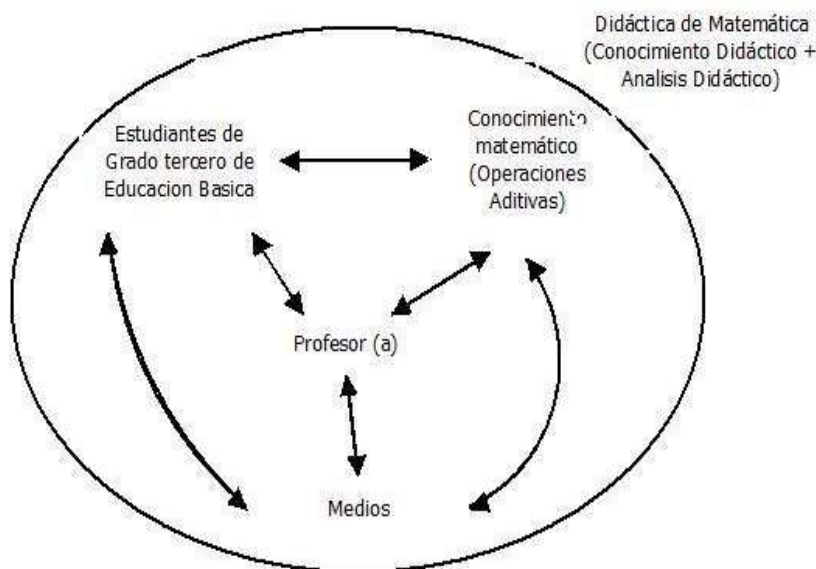 Didáctica de Matemática
(Conocimiento Didáctico +
Analisis Didáctico)
Estudiantes de
Grado tercero de
Educacion Basica
Conocimiento
matemático
(Operaciones
Aditivas)
Profesor (a)
Medios